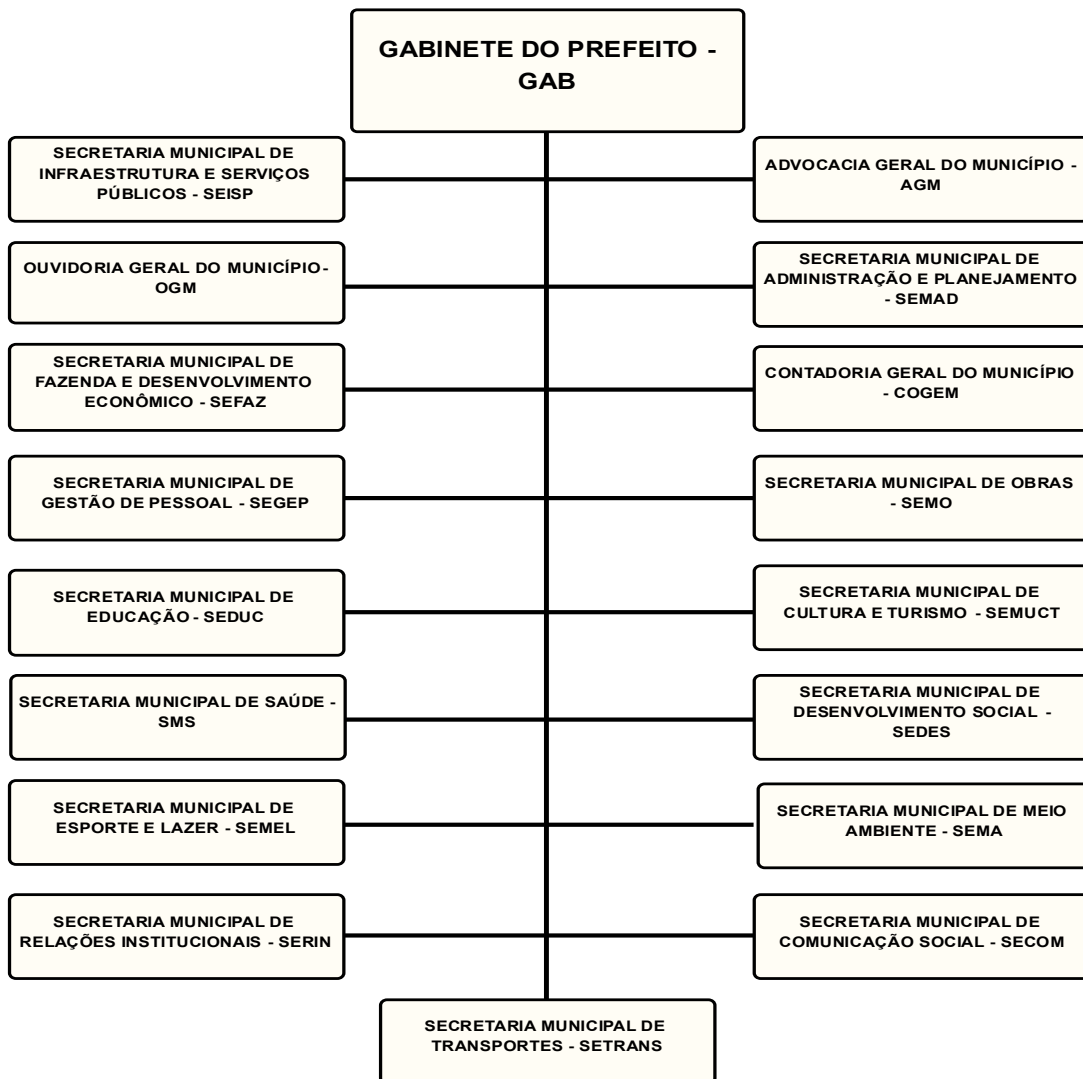 GABINETE DO PREFEITO -
GAB
SECRETARIA MUNICIPAL DE
INFRAESTRUTURA E SERVIÇOS
PÚBLICOS - SEISP
ADVOCACIA GERAL DO MUNICÍPIO -
AGM
OUVIDORIA GERAL DO MUNICÍPIO-
OGM
SECRETARIA MUNICIPAL DE
ADMINISTRAÇÃO E PLANEJAMENTO
- SEMAD
SECRETARIA MUNICIPAL DE
FAZENDA E DESENVOLVIMENTO
ECONÔMICO - SEFAZ
CONTADORIA GERAL DO MUNICÍPIO
- COGEM
SECRETARIA MUNICIPAL DE
GESTÃO DE PESSOAL - SEGEP
SECRETARIA MUNICIPAL DE OBRAS
- SEMO
SECRETARIA MUNICIPAL DE
EDUCAÇÃO - SEDUC
SECRETARIA MUNICIPAL DE
CULTURA E TURISMO - SEMUCT
SECRETARIA MUNICIPAL DE SAÚDE -
SMS
SECRETARIA MUNICIPAL DE
DESENVOLVIMENTO SOCIAL -
SEDES
SECRETARIA MUNICIPAL DE
ESPORTE E LAZER - SEMEL
SECRETARIA MUNICIPAL DE MEIO
AMBIENTE - SEMA
SECRETARIA MUNICIPAL DE
RELAÇÕES INSTITUCIONAIS - SERIN
SECRETARIA MUNICIPAL DE
COMUNICAÇÃO SOCIAL - SECOM
SECRETARIA MUNICIPAL DE
TRANSPORTES - SETRANS